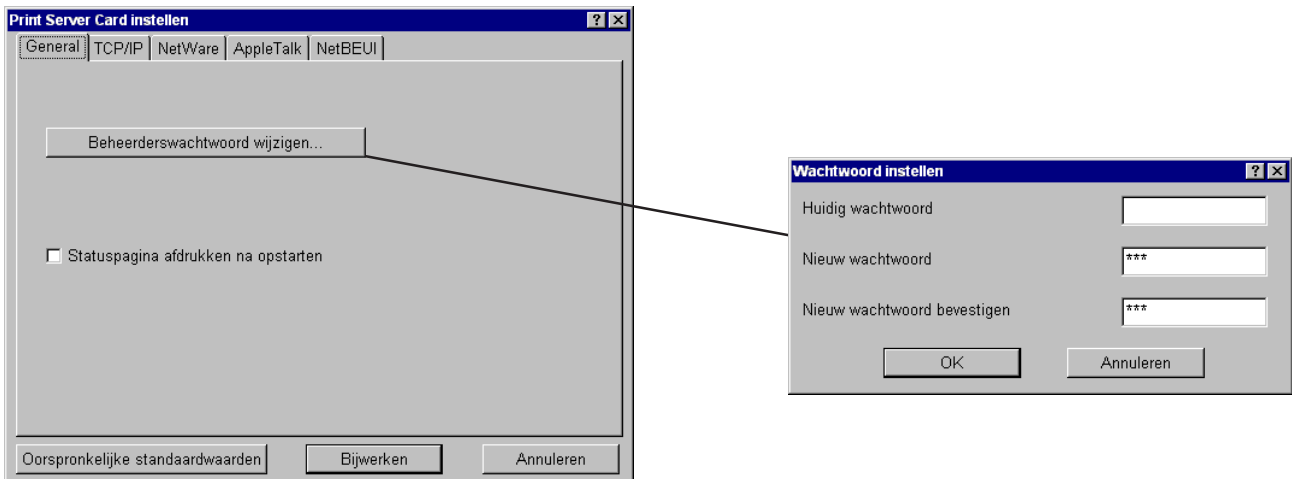 Print Server Card instellen
General TCP/IP NetWare AppleTalk NetBEUI
Beheerderswachtwoord wijzigen...
Statuspagina afdrukken na opstarten
Oorspronkelijke standaardwaarden Bijwerken Annuleren
Wachtwoord instellen
Huidig wachtwoord
Nieuw wachtwoord ***
Nieuw wachtwoord bevestigen ***
OK Annuleren